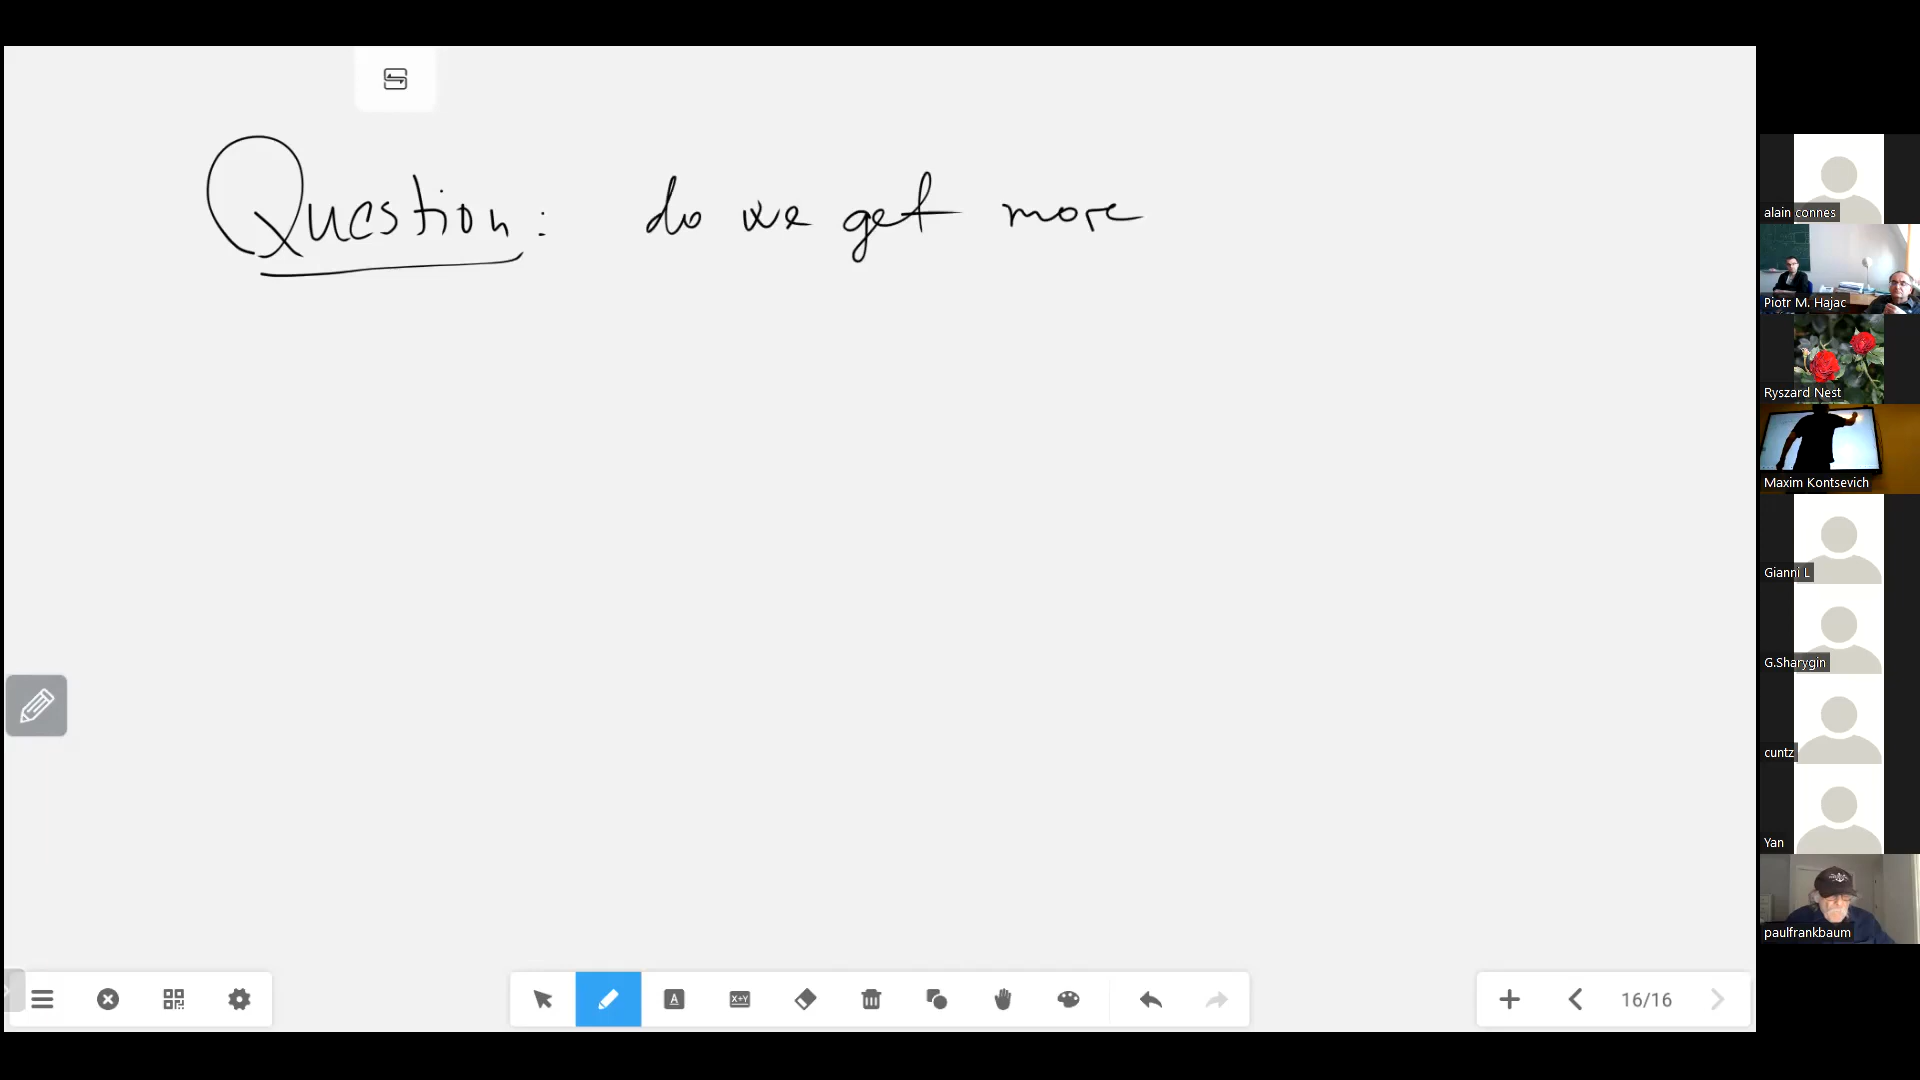 Question: do we get more
alain connes
Piotr M. Hajac
Ryszard Nest
Maxim Kontsevich
Gianni L
G.Sharygin
cuntz
Yan
paulfrankbaum
A
X+Y
16/16